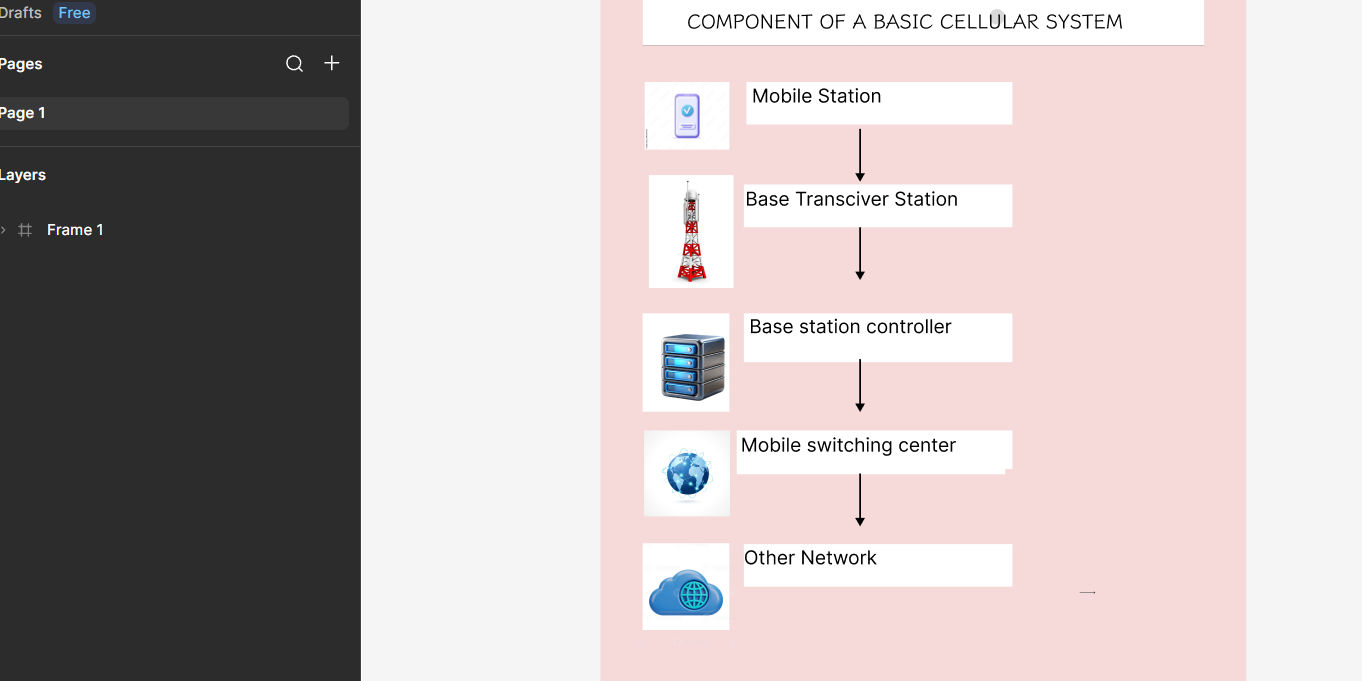 Drafts Free
Pages
Page 1
Layers
Frame 1
COMPONENT OF A BASIC CELLULAR SYSTEM
Mobile Station
Base Transciver Station
Base station controller
Mobile switching center
Other Network